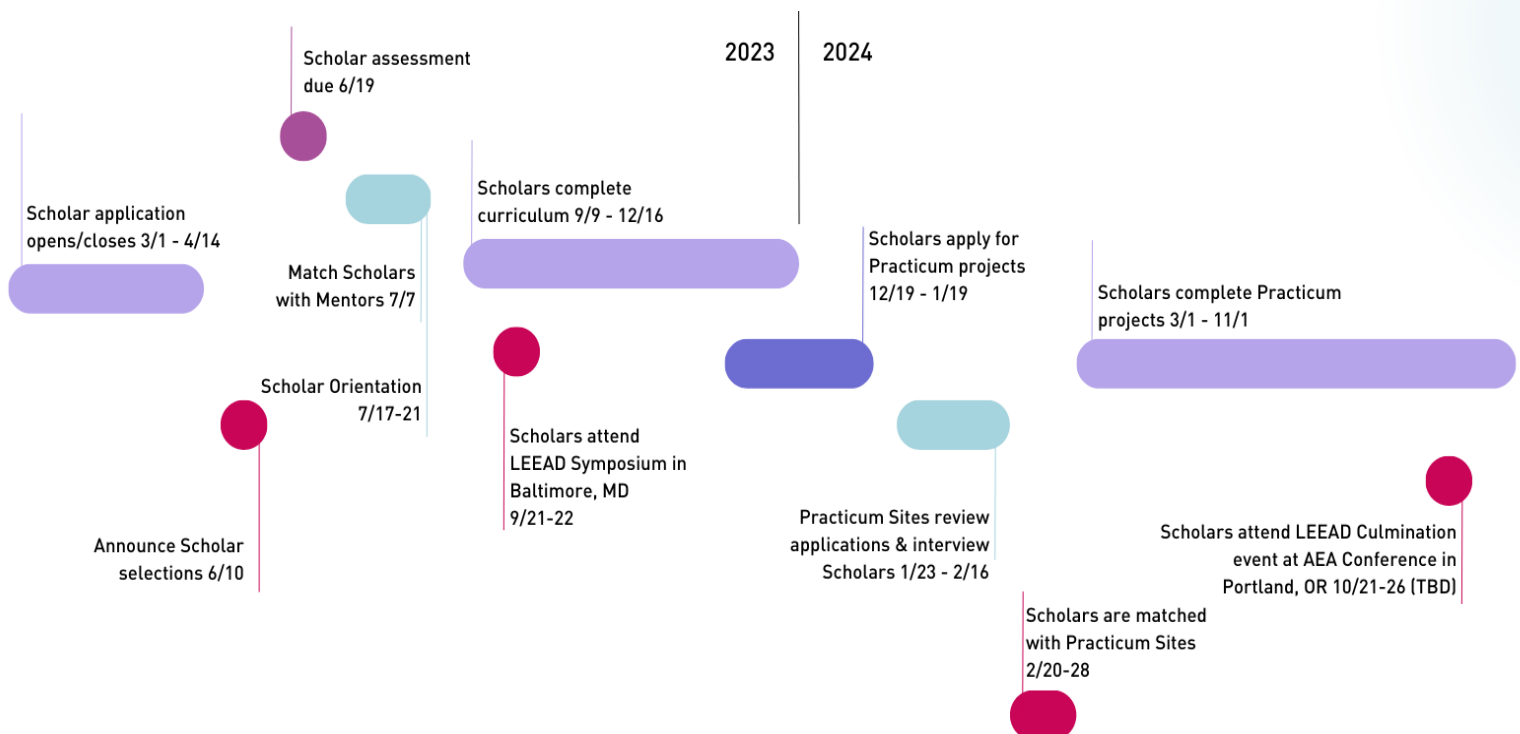 Scholar assessment
due 6/19
2023
2024
Scholar application
opens/closes 3/1 - 4/14
Match Scholars
with Mentors 7/7
Scholar Orientation
7/17-21
Announce Scholar
selections 6/10
Scholars complete
curriculum 9/9 - 12/16
Scholars attend
LEEAD Symposium in
Baltimore, MD
9/21-22
Scholars apply for
Practicum projects
12/19 - 1/19
Practicum Sites review
applications & interview
Scholars 1/23 - 2/16
Scholars are matched
with Practicum Sites
2/20-28
Scholars complete Practicum
projects 3/1 - 11/1
Scholars attend LEEAD Culmination
event at AEA Conference in
Portland, OR 10/21-26 (TBD)